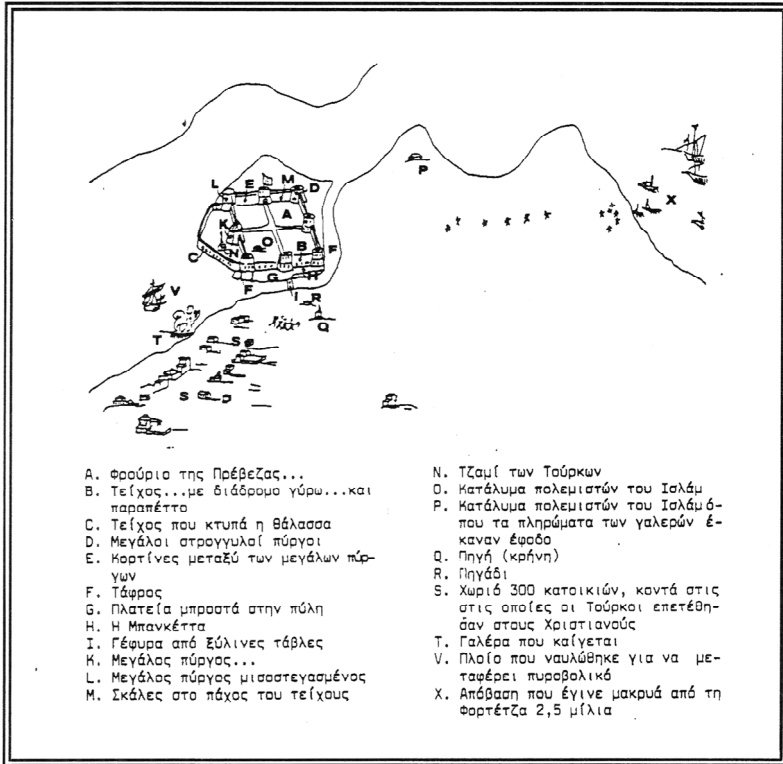 L E M D
P
A
K
X
O
N B F
C
G H
F
V I R
Q
T S
S
A. Φρούριο της Πρέβεζας...
B. Τείχος...με διάδρομο γύρω...και
παραπέττο
C. Τείχος που κτυπά η θάλασσα
D. Μεγάλοι στρογγυλοί πύργοι
E. Κορτίνες μεταξύ των μεγάλων πύρ-
γων
F. Τάφρος
G. Πλατεία μπροστά στην πύλη
H. Η Μπανκέττα
I. Γέφυρα από ξύλινες τάβλες
K. Μεγάλος πύργος...
L. Μεγάλος πύργος μισοστεγασμένος
M. Σκάλες στο πάχος του τείχους
N. Τζαμί των Τούρκων
O. Κατάλυμα πολεμιστών του Ισλάμ
P. Κατάλυμα πολεμιστών του Ισλάμ ό-
που τα πληρώματα των γαλερών έ-
καναν έφοδο
Q. Πηγή (κρήνη)
R. Πηγάδι
S. Χωριό 300 κατοικιών, κοντά στις
στις οποίες οι Τούρκοι επετέθη-
σαν στους Χριστιανούς
T. Γαλέρα που καίγεται
V. Πλοίο που ναυλώθηκε για να με-
ταφέρει πυροβολικό
X. Απόβαση που έγινε μακρυά από τη
Φορτέτζα 2,5 μίλια